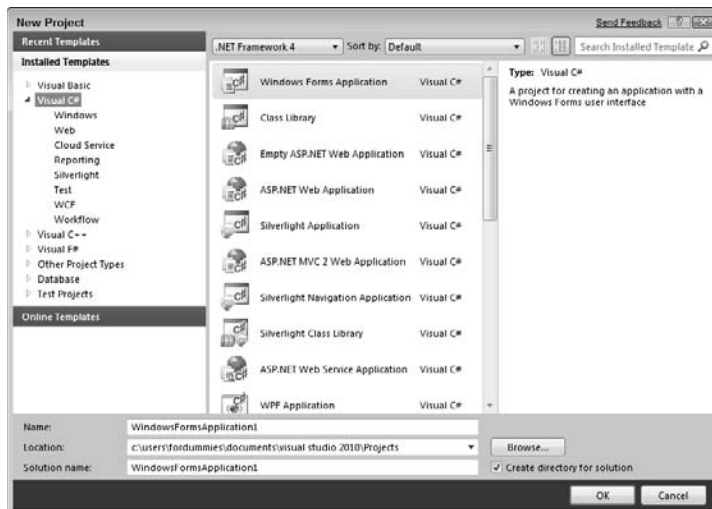 New Project
Send Feedback
Recent Templates
.NET Framework 4
Sort by: Default
Search Installed Template
Installed Templates
Visual Basic
Visual C#
Windows
Web
Cloud Service
Reporting
Silverlight
Test
WCF
Workflow
Visual C++
Visual F#
Other Project Types
Database
Test Projects
Online Templates
Windows Forms Application Visual C#
Class Library Visual C#
Empty ASP.NET Web Application Visual C#
ASP.NET Web Application Visual C#
Silverlight Application Visual C#
ASP.NET MVC 2 Web Application Visual C#
Silverlight Navigation Application Visual C#
Silverlight Class Library Visual C#
ASP.NET Web Service Application Visual C#
WPF Application Visual C#
Type: Visual C#
A project for creating an application with a
Windows Forms user interface
Name: WindowsFormsApplication1
Location: c:\users\fordummies\documents\visual studio 2010\Projects
Browse...
Solution name: WindowsFormsApplication1
Create directory for solution
OK
Cancel